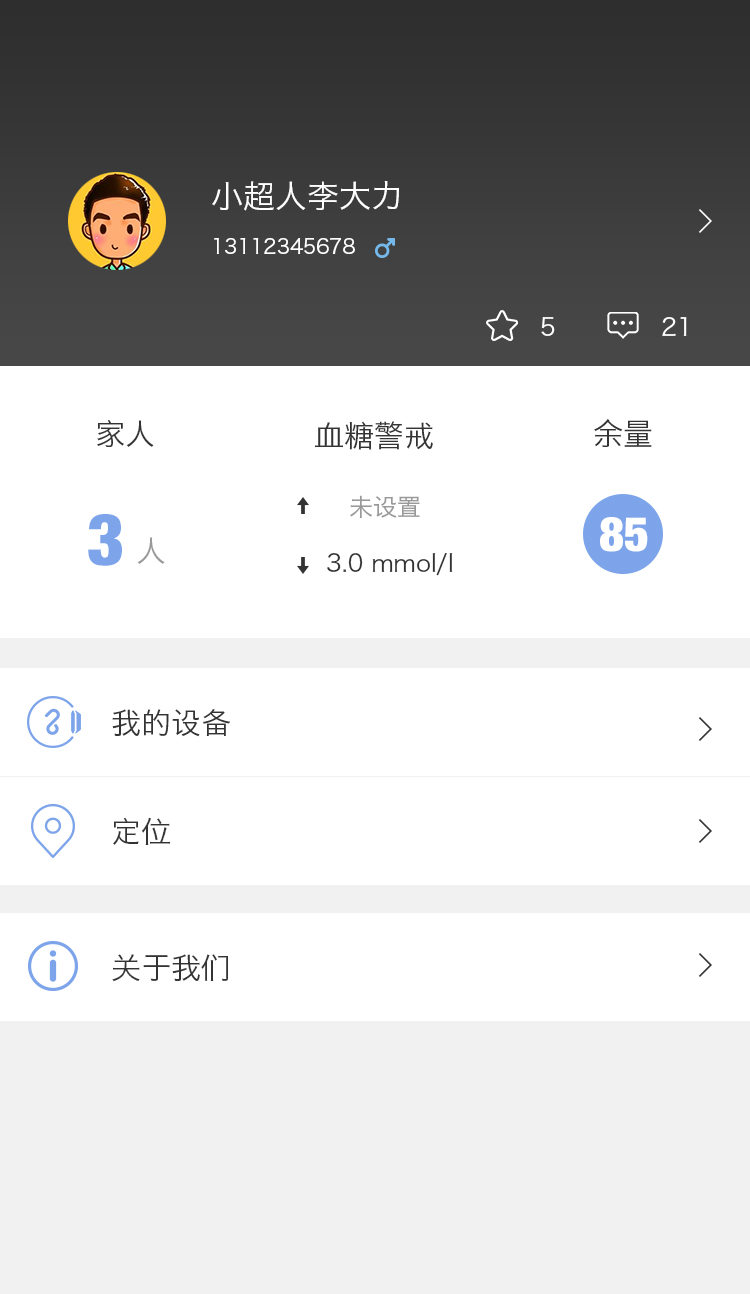 小超人李大力
13112345678
5 21
家人 血糖警戒 余量
未设置
3 人 85
3.0 mmol/l
我的设备
定位
关于我们